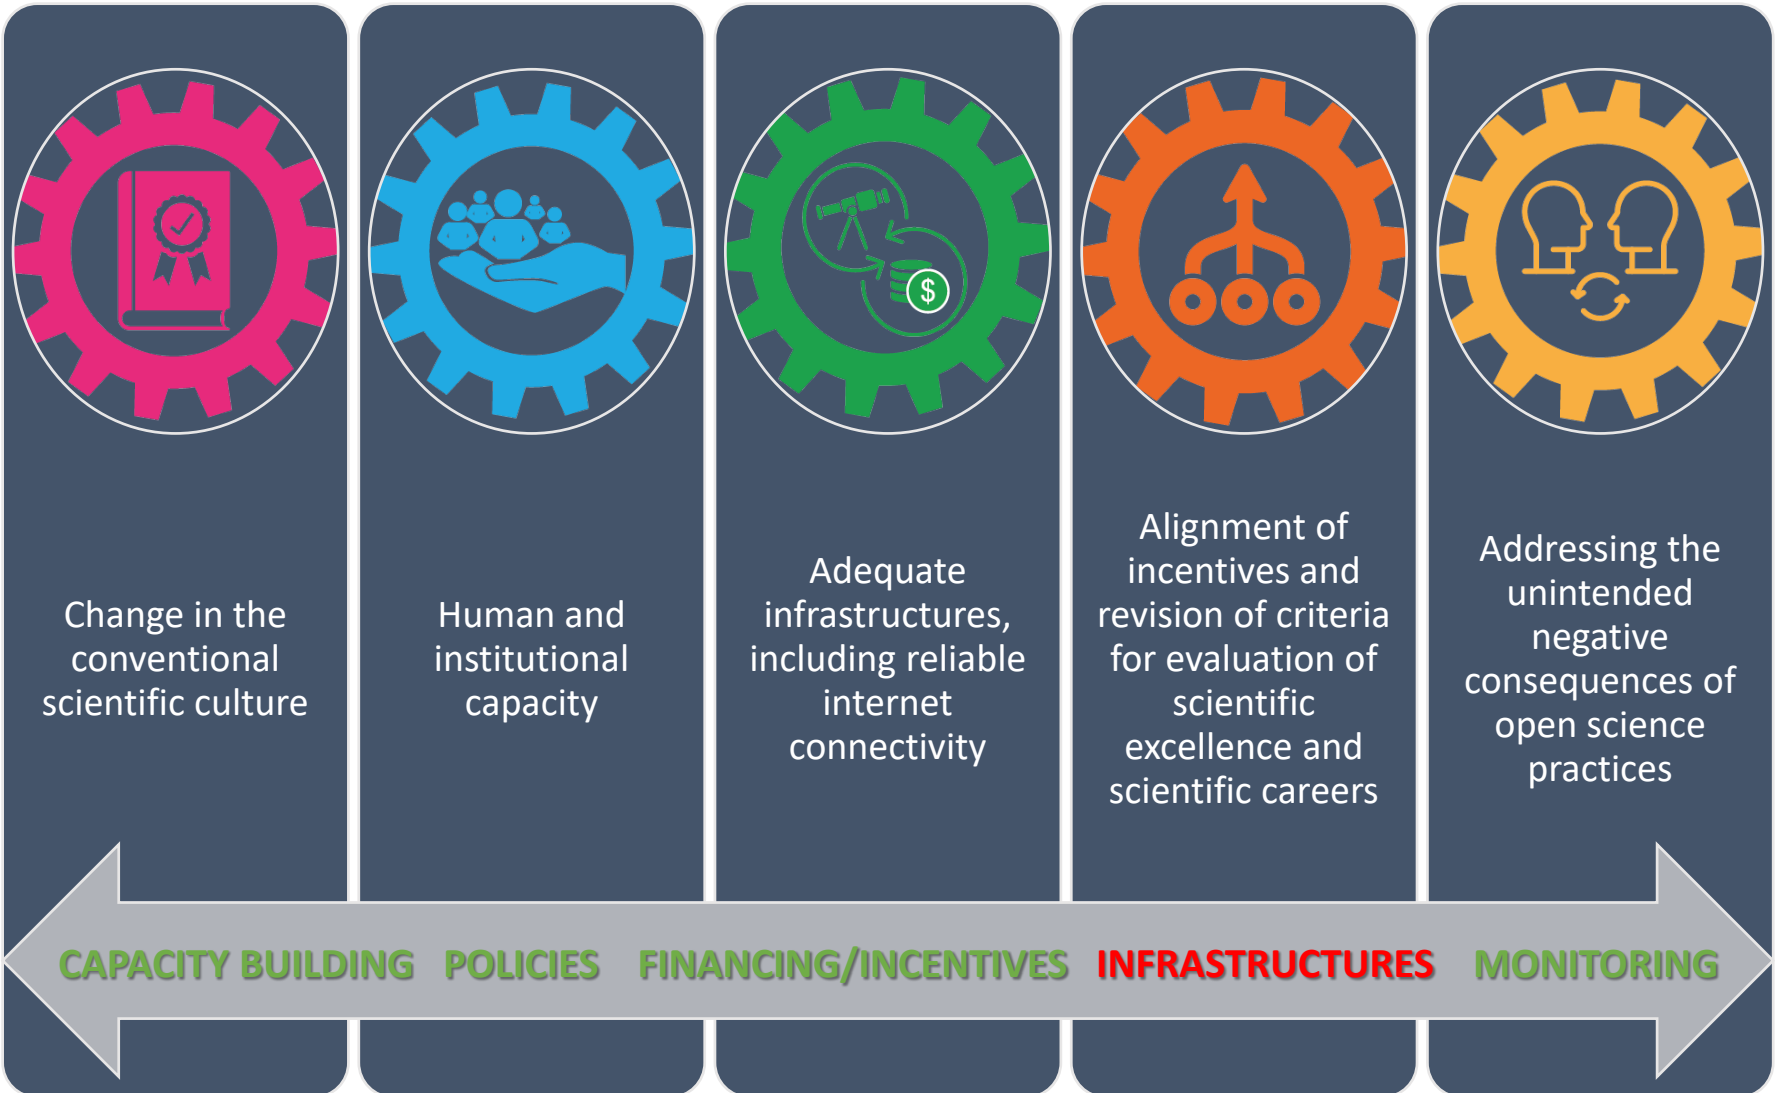 $
Change in the
conventional
scientific culture
Human and
institutional
capacity
Adequate
infrastructures,
including reliable
internet
connectivity
Alignment of
incentives and
revision of criteria
for evaluation of
scientific
excellence and
scientific careers
Addressing the
unintended
negative
consequences of
open science
practices
CAPACITY BUILDING POLICIES FINANCING/INCENTIVES INFRASTRUCTURES MONITORING